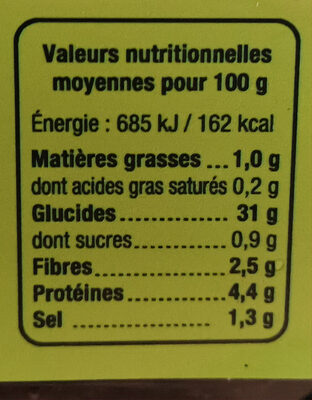 Valeurs nutritionnelles
moyennes pour 100 g
Énergie : 685 kJ / 162 kcal
Matières grasses ... 1,0 g
dont acides gras saturés 0,2 g
Glucides .............. 31 g
dont sucres .............. 0,9 g
Fibres .................... 2,5 g
Protéines .............. 4,4 g
Sel ........................ 1,3 g